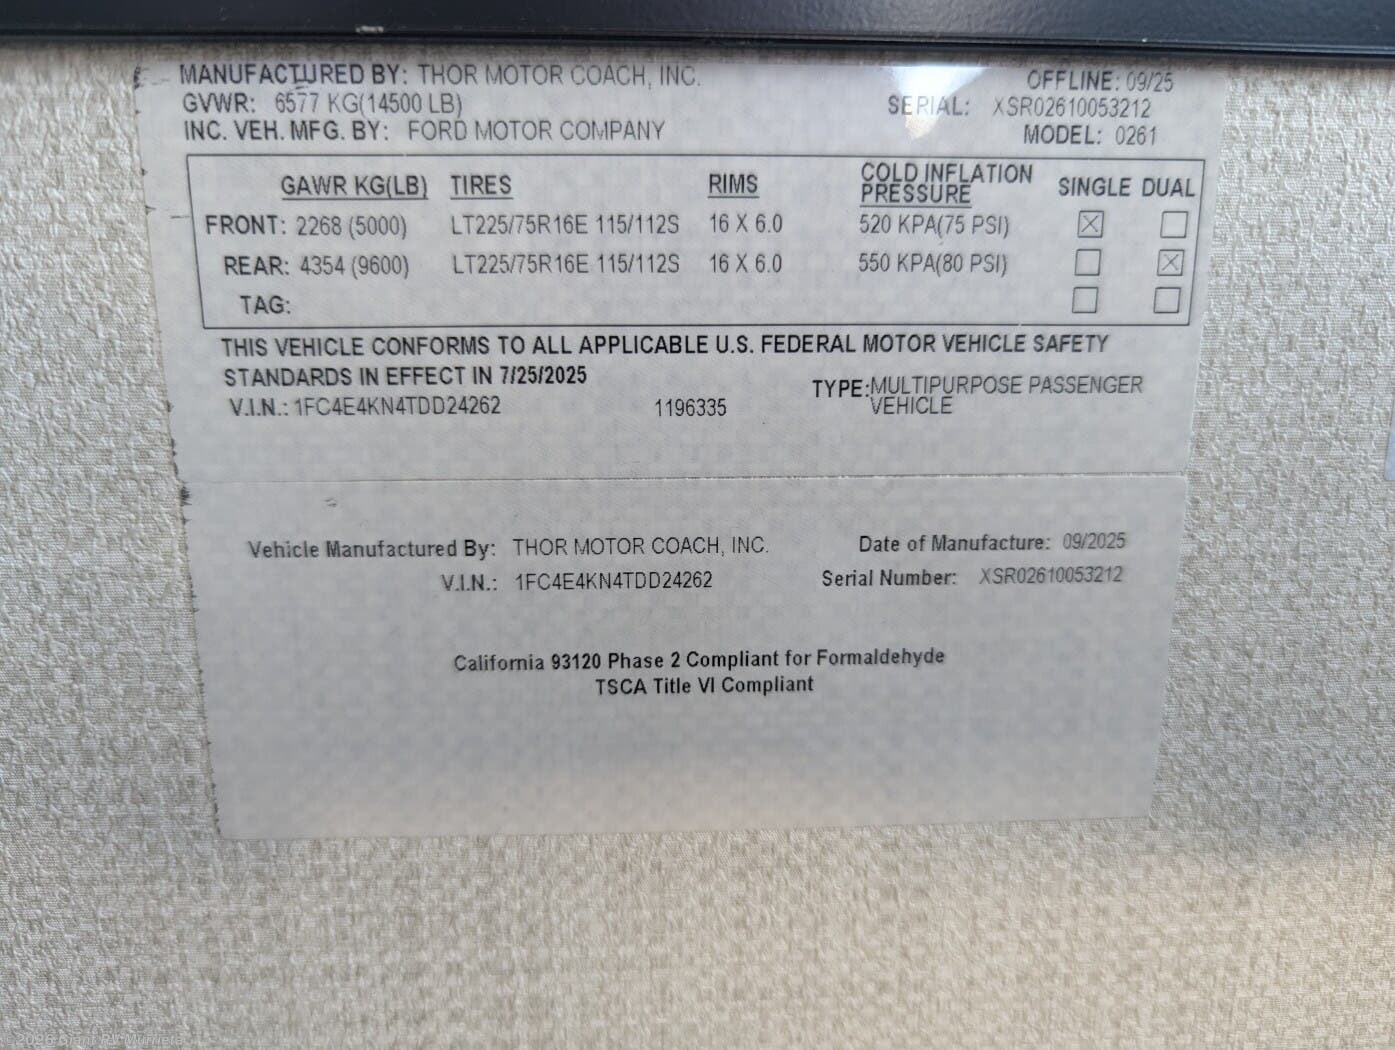 MANUFACTURED BY: THOR MOTOR COACH, INC. OFFLINE: 09/25
GVWR: 6577 KG(14500 LB) SERIAL: XSR02610053212
INC. VEH. MFG. BY: FORD MOTOR COMPANY MODEL: 0261
GAWR KG(LB) TIRES RIMS COLD INFLATION PRESSURE SINGLE DUAL
FRONT: 2268 (5000) LT225/75R16E 115/112S 16 X 6.0 520 KPA(75 PSI) ☒ ☐
REAR: 4354 (9600) LT225/75R16E 115/112S 16 X 6.0 550 KPA(80 PSI) ☐ ☒
TAG: ☐ ☐
THIS VEHICLE CONFORMS TO ALL APPLICABLE U.S. FEDERAL MOTOR VEHICLE SAFETY
STANDARDS IN EFFECT IN 7/25/2025
TYPE: MULTIPURPOSE PASSENGER VEHICLE
V.I.N.: 1FC4E4KN4TDD24262 1196335
Vehicle Manufactured By: THOR MOTOR COACH, INC. Date of Manufacture: 09/2025
V.I.N.: 1FC4E4KN4TDD24262 Serial Number: XSR02610053212
California 93120 Phase 2 Compliant for Formaldehyde
TSCA Title VI Compliant
©2026 Giant RV Murrieta